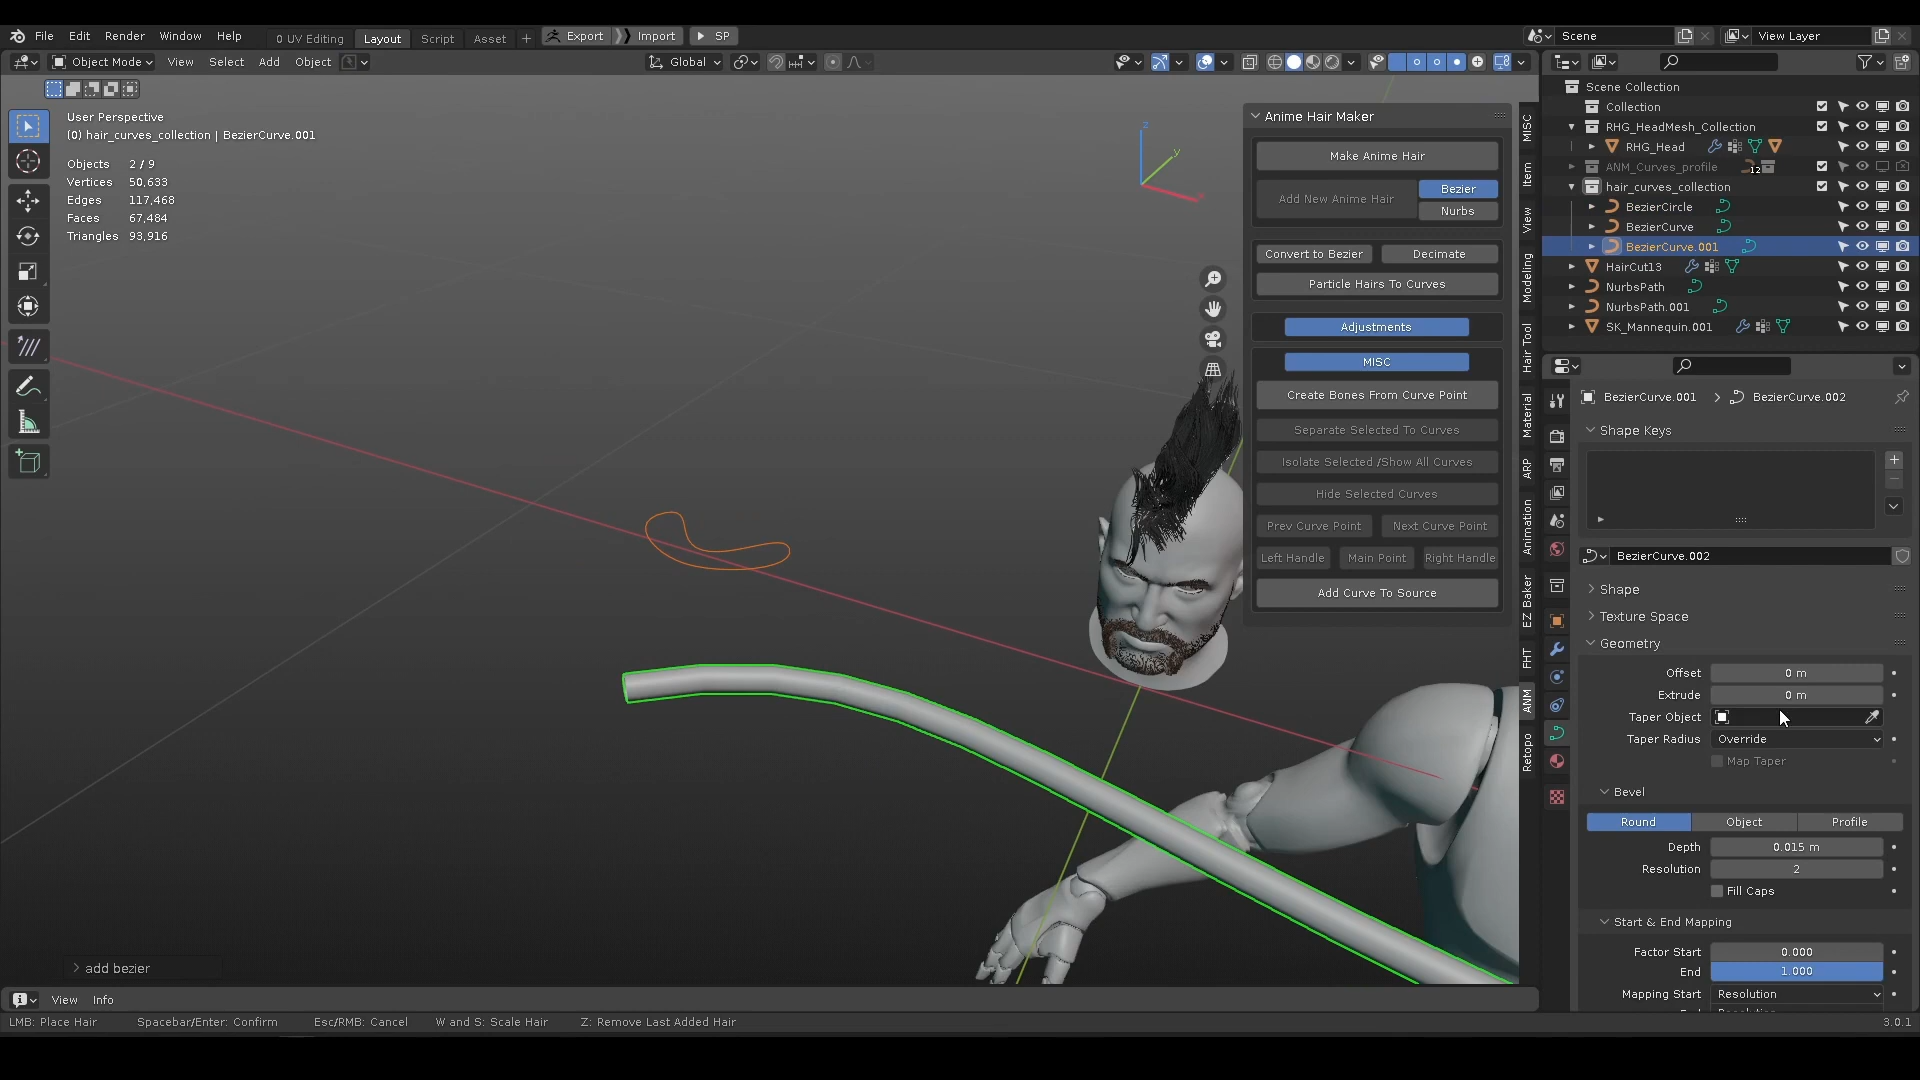 File Edit Render Window Help 0 UV Editing Layout Script Asset + Export Import SP Scene View Layer
Object Mode View Select Add Object Global
User Perspective
(0) hair_curves_collection | BezierCurve.001
Objects 2 / 9
Vertices 50,633
Edges 117,468
Faces 67,484
Triangles 93,916
Z
Y
Anime Hair Maker
Make Anime Hair
Add New Anime Hair
Bezier
Nurbs
Convert to Bezier Decimate
Particle Hairs To Curves
Adjustments
MISC
Create Bones From Curve Point
Separate Selected To Curves
Isolate Selected /Show All Curves
Hide Selected Curves
Prev Curve Point Next Curve Point
Left Handle Main Point Right Handle
Add Curve To Source
MISC
Item
View
Modeling
Hair Tool
Material
ARP
Animation
EZ Baker
FHT
ANM
Retopo
Scene Collection
Collection
RHG_HeadMesh_Collection
RHG_Head
ANM_Curves_profile 12
hair_curves_collection
BezierCircle
BezierCurve
BezierCurve.001
HairCut13
NurbsPath
NurbsPath.001
SK_Mannequin.001
BezierCurve.001 BezierCurve.002
Shape Keys
BezierCurve.002
Shape
Texture Space
Geometry
Offset 0 m
Extrude 0 m
Taper Object
Taper Radius Override
Map Taper
Bevel
Round Object Profile
Depth 0.015 m
Resolution 2
Fill Caps
Start & End Mapping
Factor Start 0.000
End 1.000
Mapping Start Resolution
add bezier
View Info
LMB: Place Hair Spacebar/Enter: Confirm Esc/RMB: Cancel W and S: Scale Hair Z: Remove Last Added Hair 3.0.1